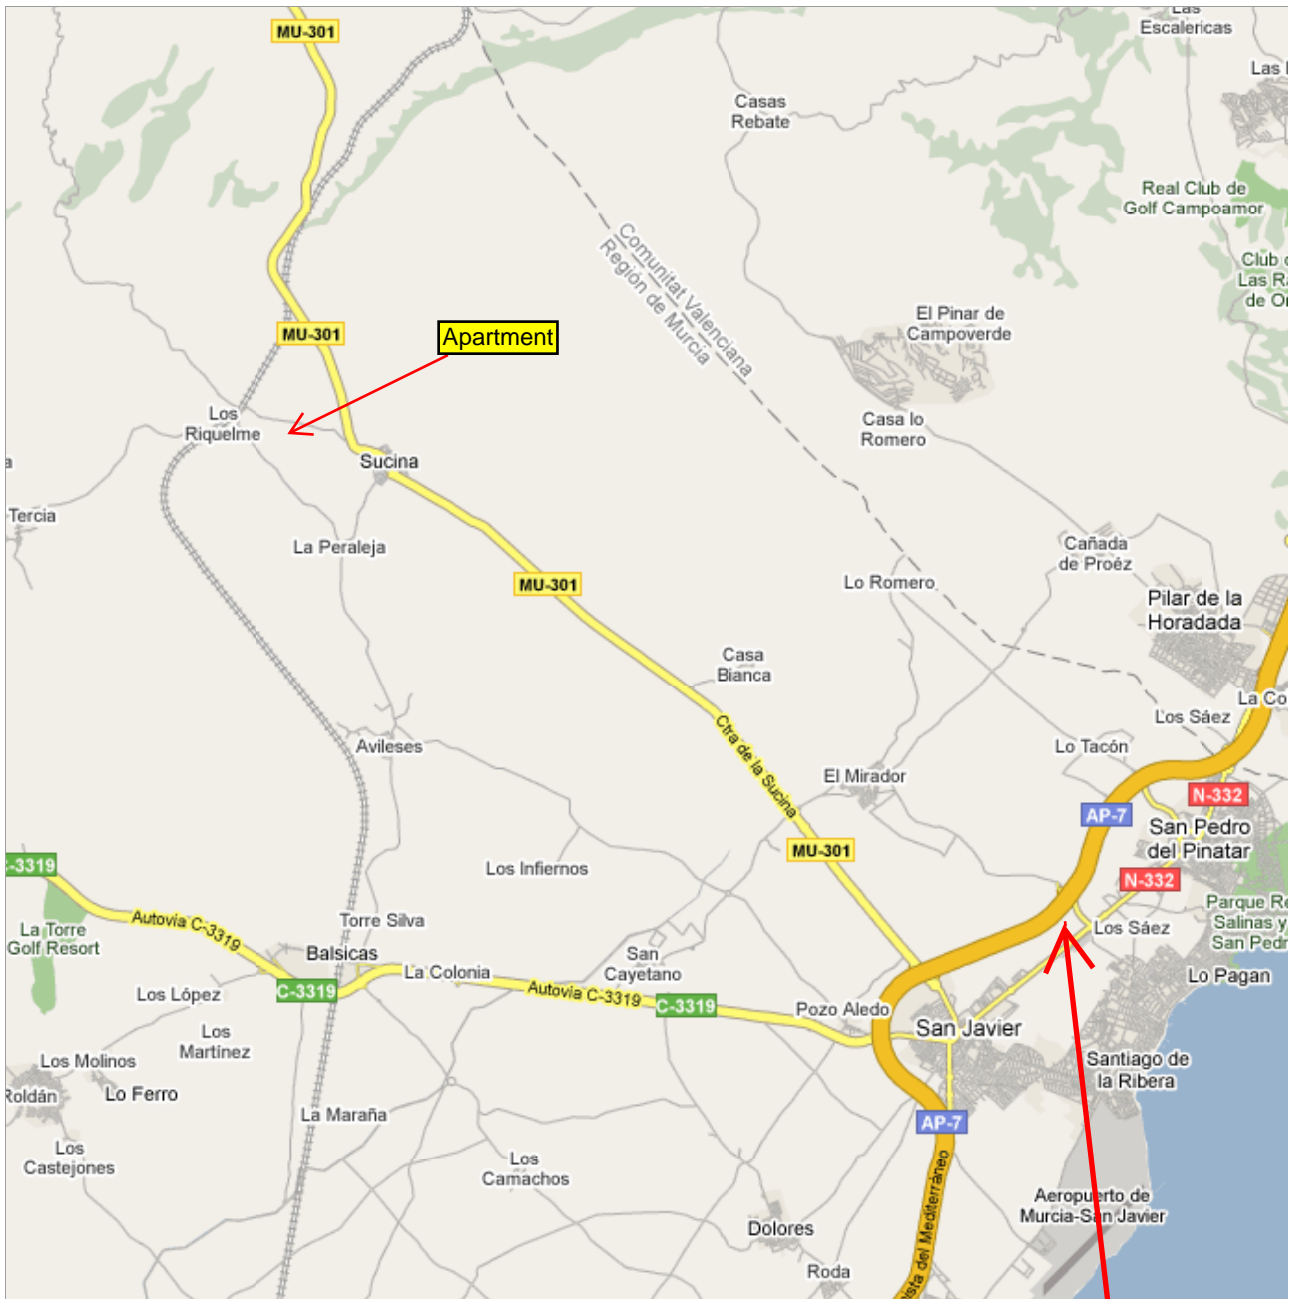 MU-301
Las
Escalericas
Las
Casas
Rebate
Real Club de
Golf Campoamor
Comunitat Valenciana
Región de Murcia
Club
Las
de
El Pinar de
Campoverde
MU-301
Apartment
Casa lo
Romero
Los
Riquelme
Sucina
Tercia
La Peraleja
Cañada
de Proéz
MU-301
Lo Romero
Pilar de la
Horadada
Casa
Bianca
La Co
Los Sáez
Ctra de la Sucina
Avileses
Lo Tacón
El Mirador
N-332
AP-7
San Pedro
del Pinatar
MU-301
-3319
Los Infiernos
N-332
Parque Re
Salinas y
San Pedr
Autovia C-3319
Torre Silva
La Torre
Golf Resort
Los Sáez
Balsicas
San
Cayetano
La Colonia
Lo Pagan
Los López
C-3319
Autovia C-3319
C-3319
Pozo Aledo
San Javier
Los
Martínez
Los Molinos
Santiago de
la Ribera
Roldán
Lo Ferro
La Maraña
AP-7
Los
Castejones
Los
Camachos
Aeropuerto de
Murcia-San Javier
Dolores
ista del Mediterráneo
Roda